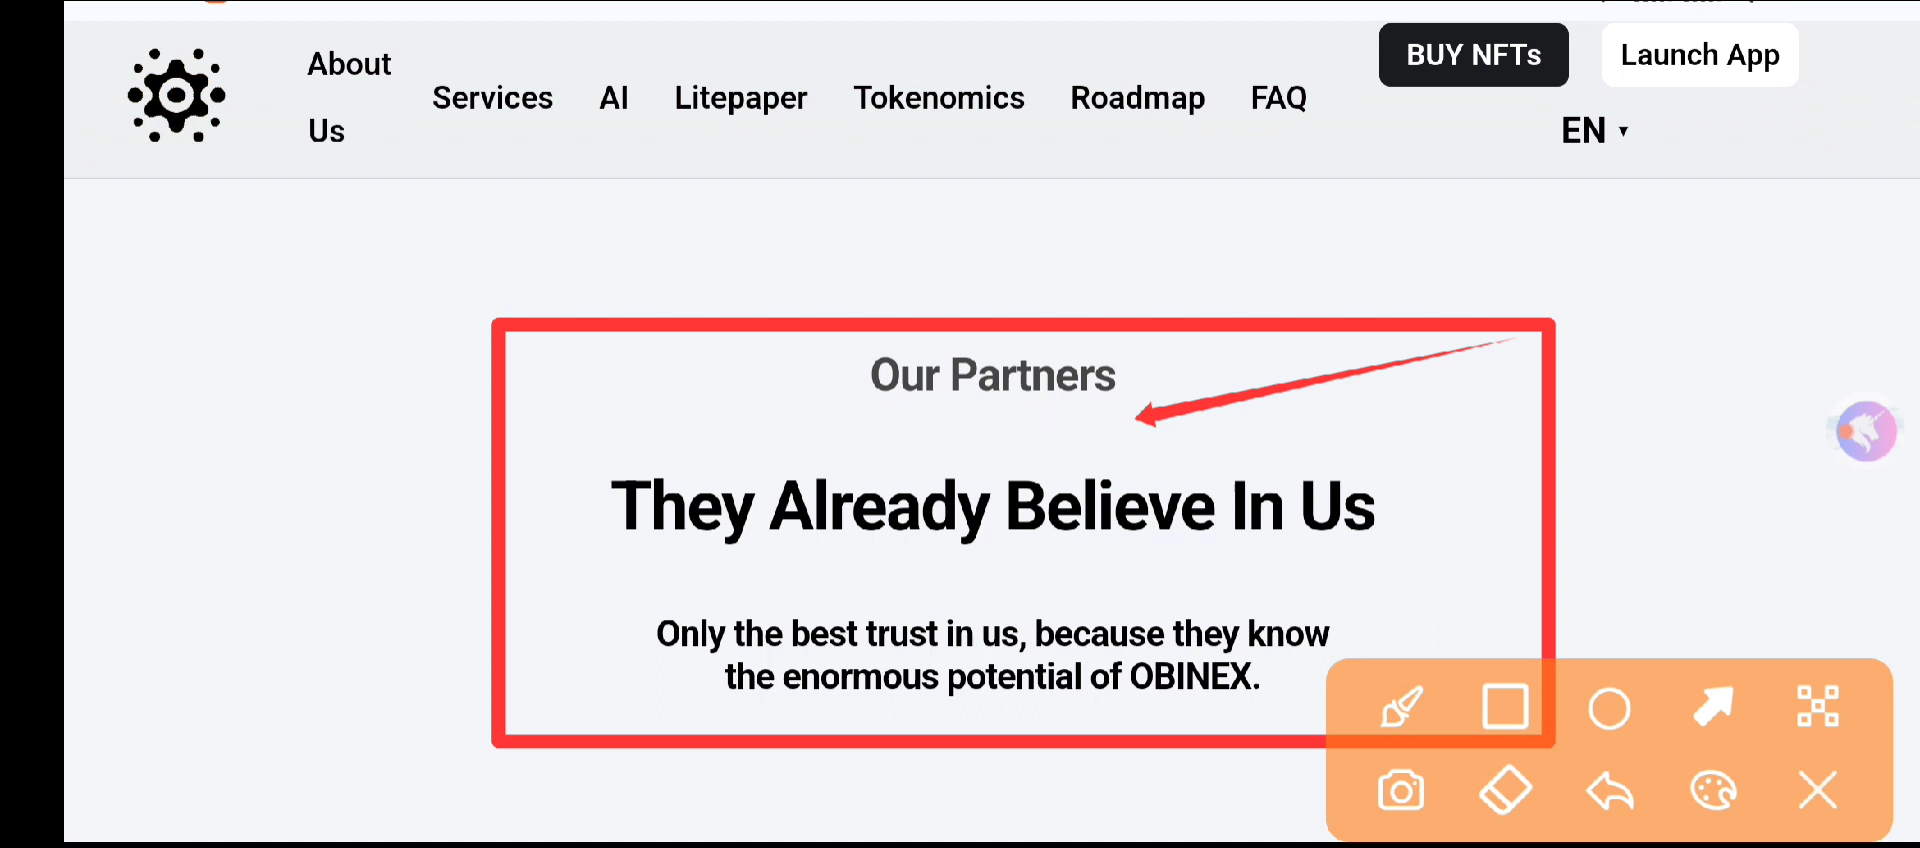 About
Us
Services
AI
Litepaper
Tokenomics
Roadmap
FAQ
BUY NFTs
Launch App
EN
Our Partners
They Already Believe In Us
Only the best trust in us, because they know
the enormous potential of OBINEX.